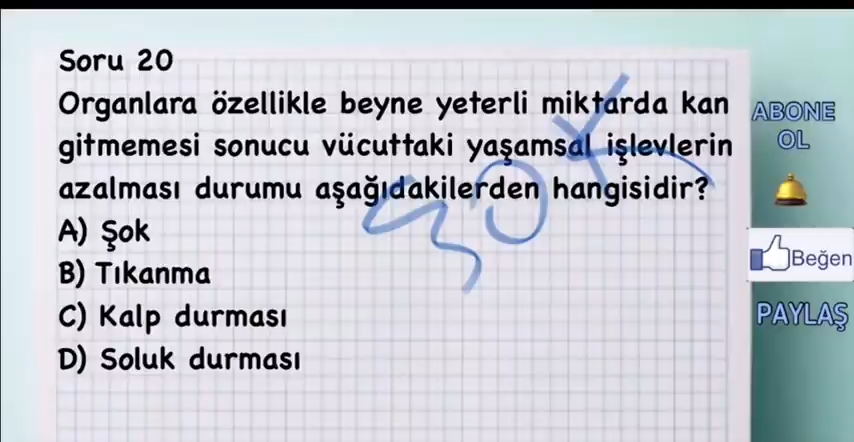 Soru 20
Organlara özellikle beyne yeterli miktarda kan
gitmemesi sonucu vücuttaki yaşamsal işlevlerin
azalması durumu aşağıdakilerden hangisidir?
ŞOK
A) Şok
B) Tıkanma
C) Kalp durması
D) Soluk durması
ABONE
OL
Beğen
PAYLAŞ